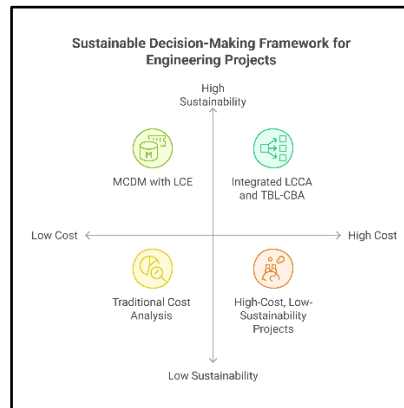 Sustainable Decision-Making Framework for
Engineering Projects
High
Sustainability
M
MCDM with LCE
Integrated LCCA
and TBL-CBA
Low Cost
High Cost
Traditional Cost
Analysis
High-Cost, Low-
Sustainability
Projects
Low Sustainability